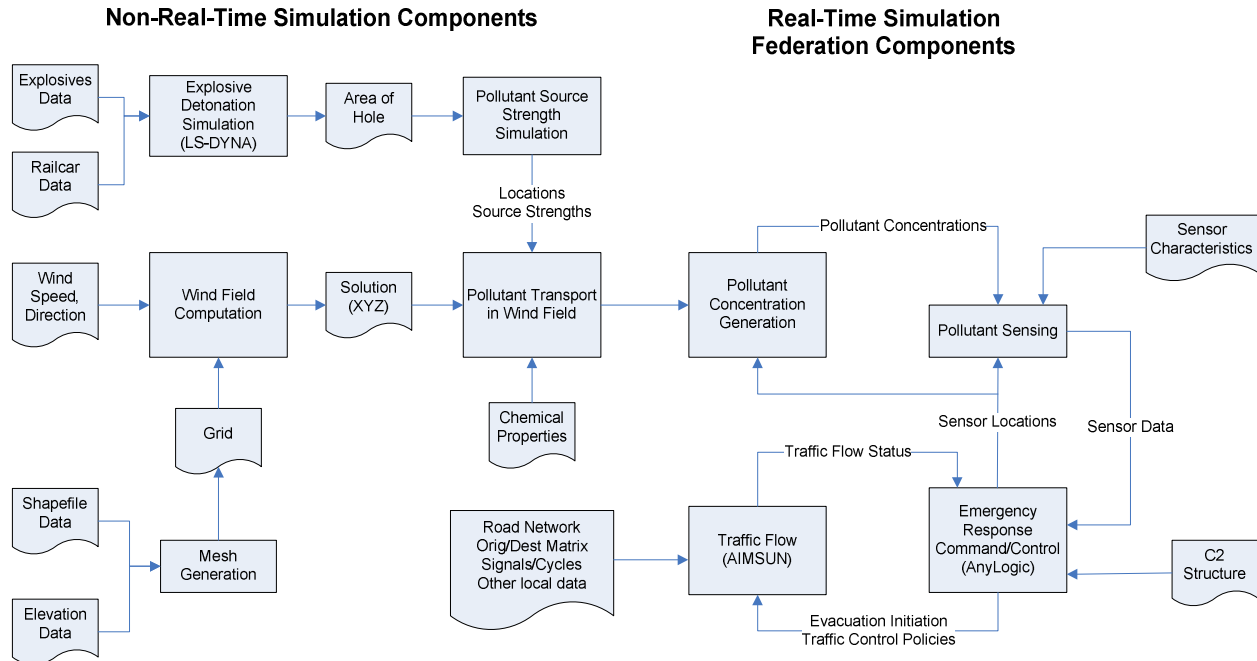 Non-Real-Time Simulation Components
Real-Time Simulation
Federation Components
Explosives
Data
Railcar
Data
Explosive
Detonation
Simulation
(LS-DYNA)
Area of
Hole
Pollutant Source
Strength
Simulation
Locations
Source Strengths
Wind
Speed,
Direction
Wind Field
Computation
Solution
(XYZ)
Pollutant Transport
in Wind Field
Chemical
Properties
Grid
Shapefile
Data
Elevation
Data
Mesh
Generation
Pollutant Concentrations
Pollutant
Concentration
Generation
Sensor
Characteristics
Pollutant Sensing
Sensor Locations
Sensor Data
Traffic Flow Status
Road Network
Orig/Dest Matrix
Signals/Cycles
Other local data
Traffic Flow
(AIMSUN)
Emergency
Response
Command/Control
(AnyLogic)
C2
Structure
Evacuation Initiation
Traffic Control Policies